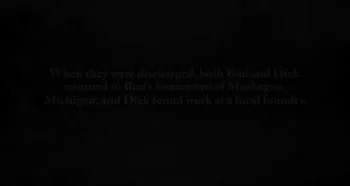 When they were discharged, both Bud and Dick
returned to Bud's hometown of Muskegon,
Michigan, and Dick found work at a local foundry.